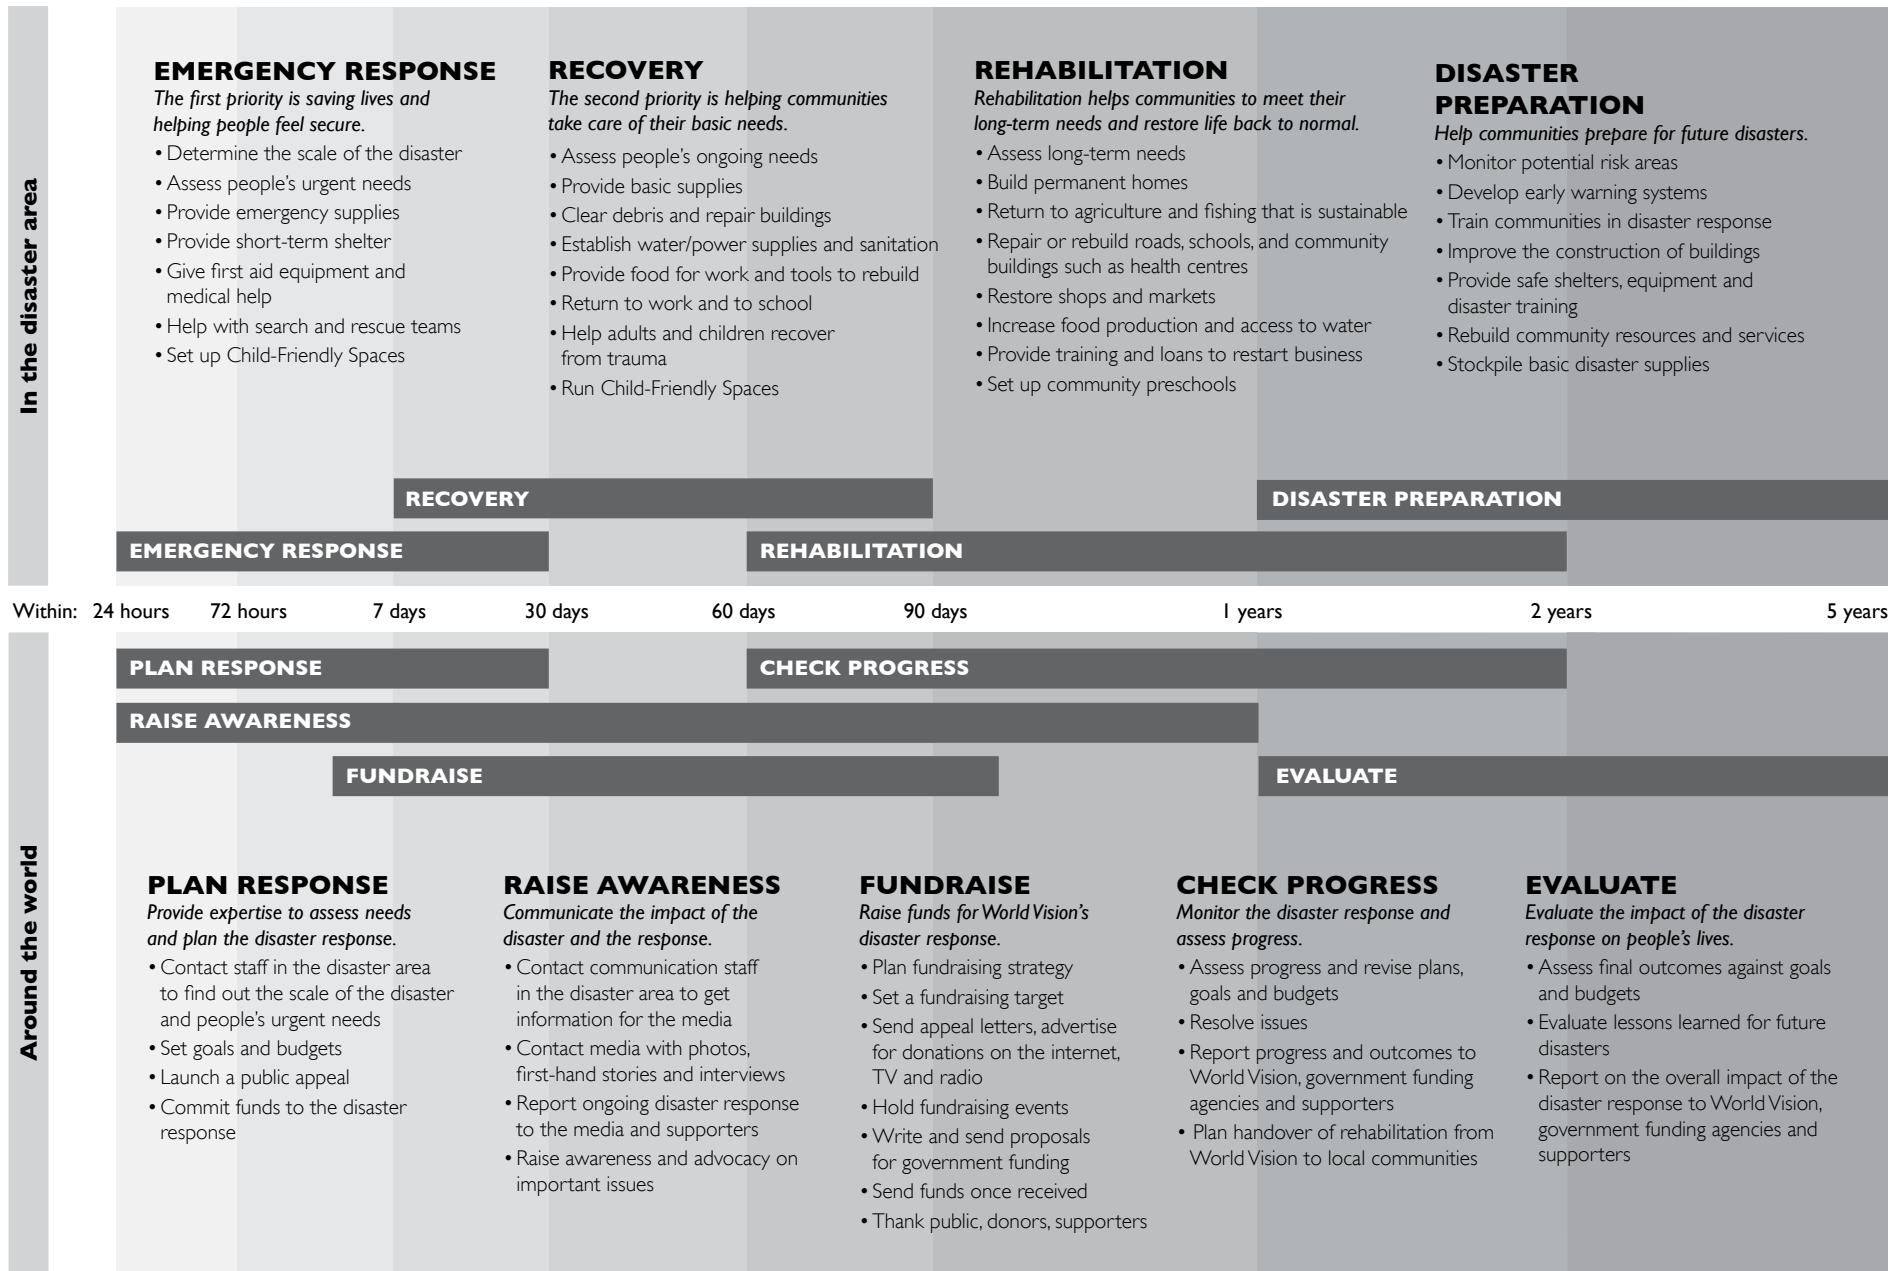 In the disaster area
EMERGENCY RESPONSE
The first priority is saving lives and
helping people feel secure.
• Determine the scale of the disaster
• Assess people's urgent needs
• Provide emergency supplies
• Provide short-term shelter
• Give first aid equipment and
medical help
• Help with search and rescue teams
• Set up Child-Friendly Spaces
RECOVERY
The second priority is helping communities
take care of their basic needs.
• Assess people's ongoing needs
• Provide basic supplies
• Clear debris and repair buildings
• Establish water/power supplies and sanitation
• Provide food for work and tools to rebuild
• Return to work and to school
• Help adults and children recover
from trauma
• Run Child-Friendly Spaces
REHABILITATION
Rehabilitation helps communities to meet their
long-term needs and restore life back to normal.
• Assess long-term needs
• Build permanent homes
• Return to agriculture and fishing that is sustainable
• Repair or rebuild roads, schools, and community
buildings such as health centres
• Restore shops and markets
• Increase food production and access to water
• Provide training and loans to restart business
• Set up community preschools
DISASTER
PREPARATION
Help communities prepare for future disasters.
• Monitor potential risk areas
• Develop early warning systems
• Train communities in disaster response
• Improve the construction of buildings
• Provide safe shelters, equipment and
disaster training
• Rebuild community resources and services
• Stockpile basic disaster supplies
RECOVERY
DISASTER PREPARATION
EMERGENCY RESPONSE
REHABILITATION
Within: 24 hours 72 hours 7 days 30 days 60 days 90 days 1 years 2 years 5 years
Around the world
PLAN RESPONSE
CHECK PROGRESS
RAISE AWARENESS
FUNDRAISE
EVALUATE
PLAN RESPONSE
Provide expertise to assess needs
and plan the disaster response.
• Contact staff in the disaster area
to find out the scale of the disaster
and people's urgent needs
• Set goals and budgets
• Launch a public appeal
• Commit funds to the disaster
response
RAISE AWARENESS
Communicate the impact of the
disaster and the response.
• Contact communication staff
in the disaster area to get
information for the media
• Contact media with photos,
first-hand stories and interviews
• Report ongoing disaster response
to the media and supporters
• Raise awareness and advocacy on
important issues
FUNDRAISE
Raise funds for World Vision's
disaster response.
• Plan fundraising strategy
• Set a fundraising target
• Send appeal letters, advertise
for donations on the internet,
TV and radio
• Hold fundraising events
• Write and send proposals
for government funding
• Send funds once received
• Thank public, donors, supporters
CHECK PROGRESS
Monitor the disaster response and
assess progress.
• Assess progress and revise plans,
goals and budgets
• Resolve issues
• Report progress and outcomes to
World Vision, government funding
agencies and supporters
• Plan handover of rehabilitation from
World Vision to local communities
EVALUATE
Evaluate the impact of the disaster
response on people's lives.
• Assess final outcomes against goals
and budgets
• Evaluate lessons learned for future
disasters
• Report on the overall impact of the
disaster response to World Vision,
government funding agencies and
supporters